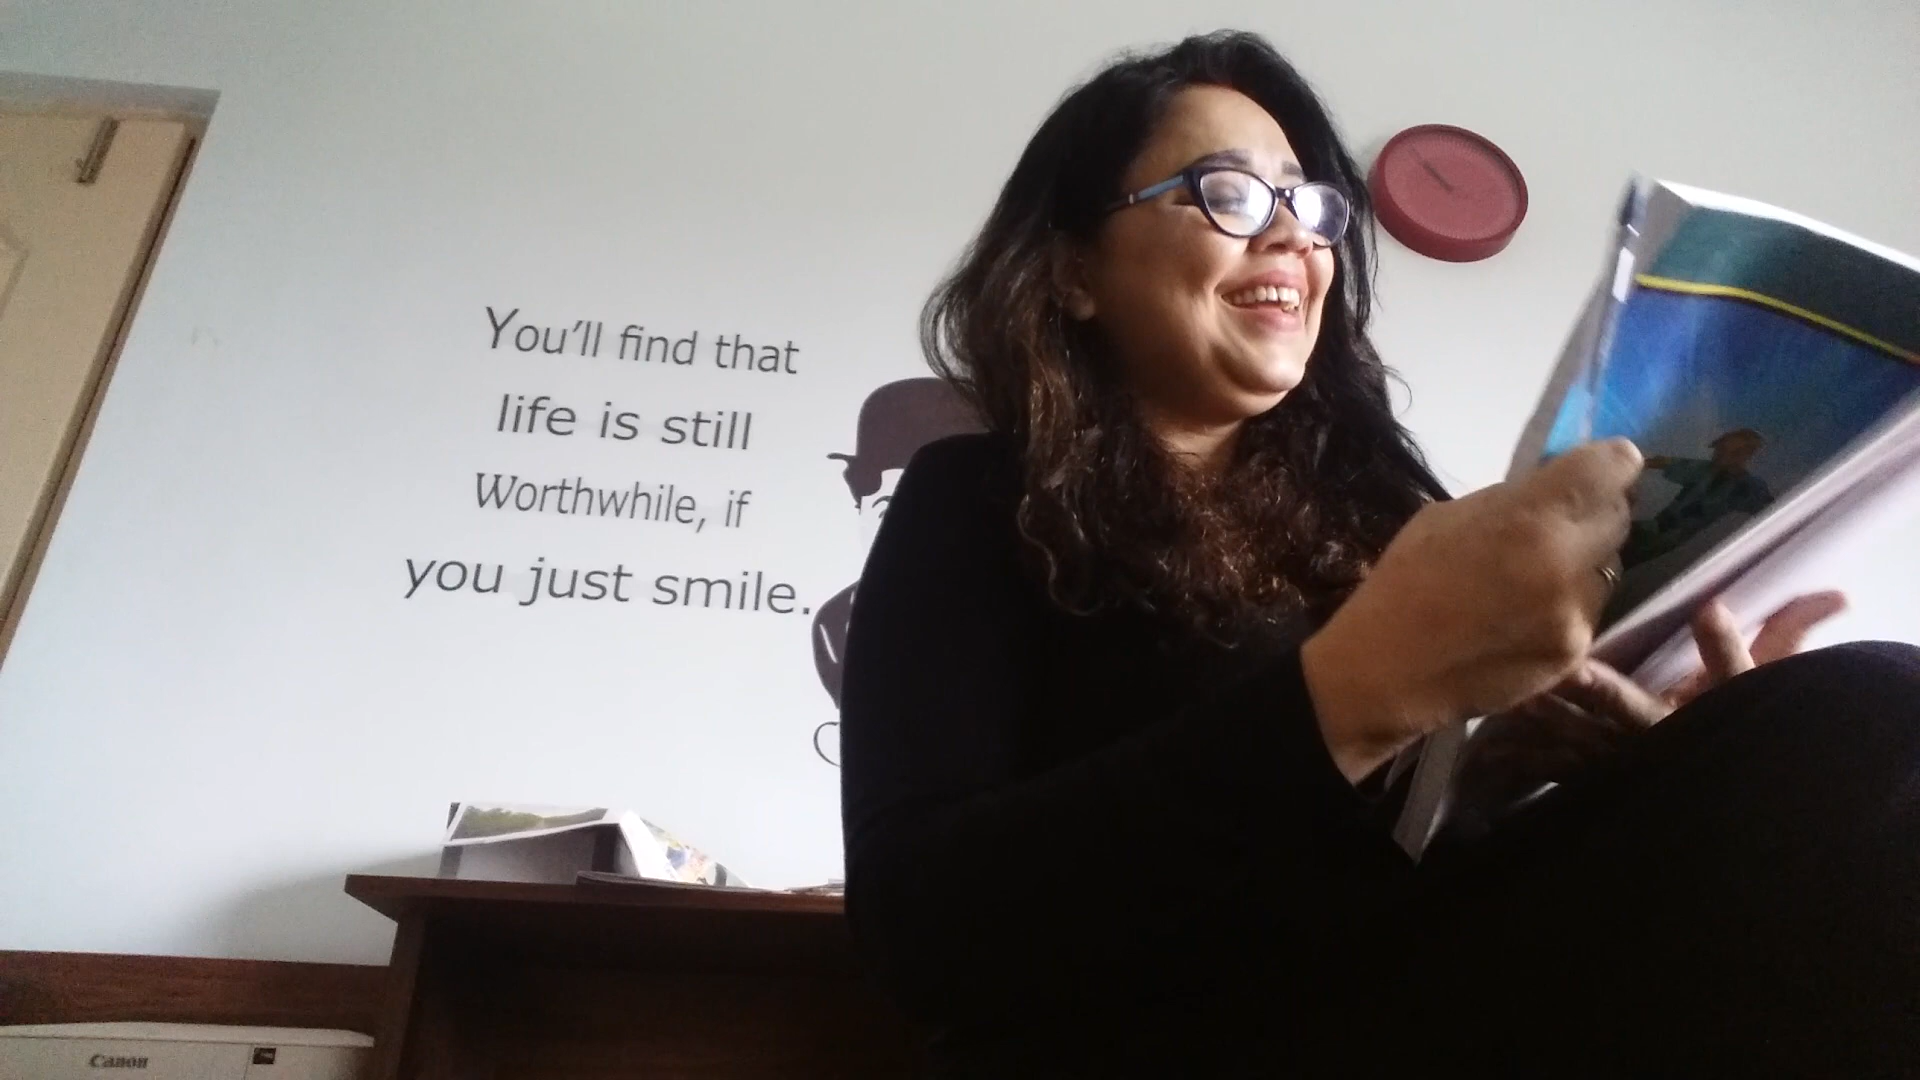 You'll find that
life is still
Worthwhile, if
you just smile.
Canon